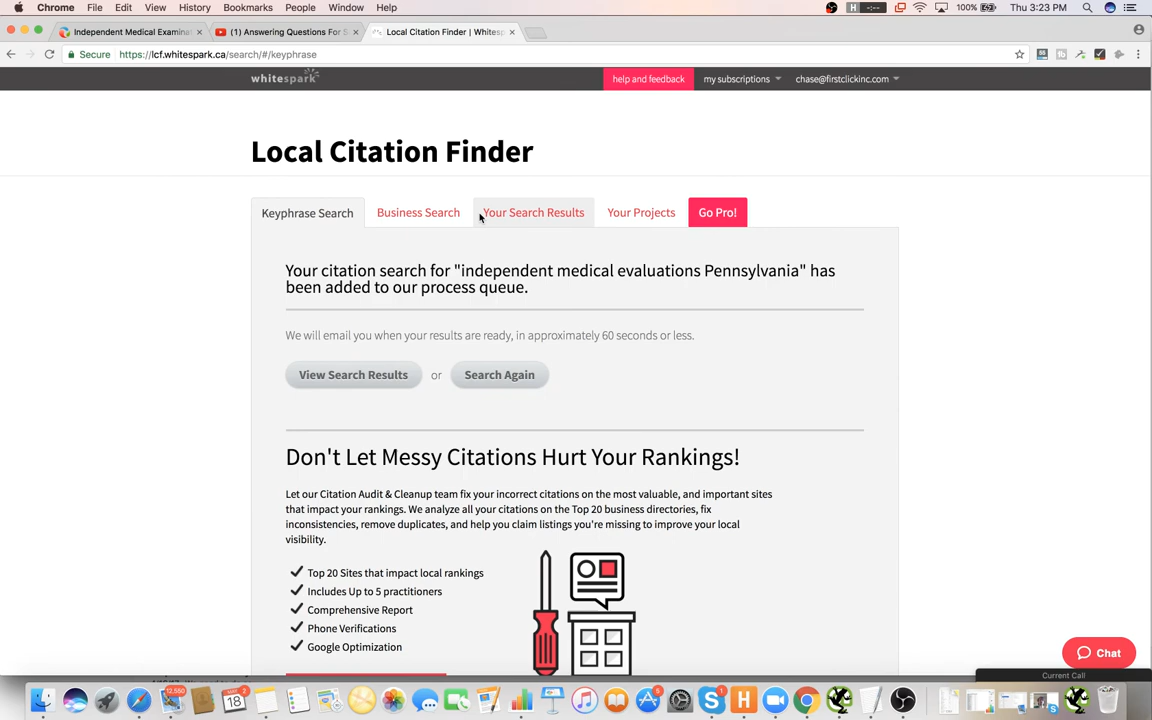 Chrome File Edit View History Bookmarks People Window Help
H --:-- 100% Thu 3:23 PM
Independent Medical Examinat
(1) Answering Questions For S
Local Citation Finder | Whitesp
Secure https://lcf.whitespark.ca/search/#/keyphrase
whitespark
help and feedback
my subscriptions
chase@firstclickinc.com
Local Citation Finder
Keyphrase Search
Business Search
Your Search Results
Your Projects
Go Pro!
Your citation search for "independent medical evaluations Pennsylvania" has
been added to our process queue.
We will email you when your results are ready, in approximately 60 seconds or less.
View Search Results or Search Again
Don't Let Messy Citations Hurt Your Rankings!
Let our Citation Audit & Cleanup team fix your incorrect citations on the most valuable, and important sites
that impact your rankings. We analyze all your citations on the Top 20 business directories, fix
inconsistencies, remove duplicates, and help you claim listings you're missing to improve your local
visibility.
Top 20 Sites that impact local rankings
Includes Up to 5 practitioners
Comprehensive Report
Phone Verifications
Google Optimization
Chat
Current Call
12,560
18